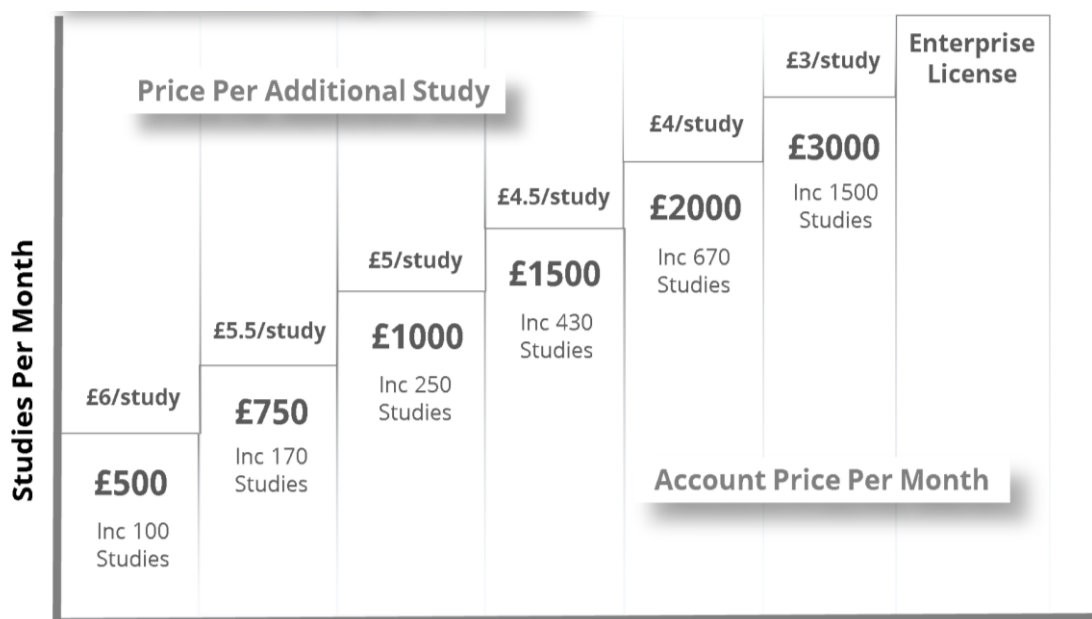 Price Per Additional Study
Studies Per Month
£6/study
£500
Inc 100
Studies
£5.5/study
£750
Inc 170
Studies
£5/study
£1000
Inc 250
Studies
£4.5/study
£1500
Inc 430
Studies
£4/study
£2000
Inc 670
Studies
£3/study
£3000
Inc 1500
Studies
Enterprise
License
Account Price Per Month